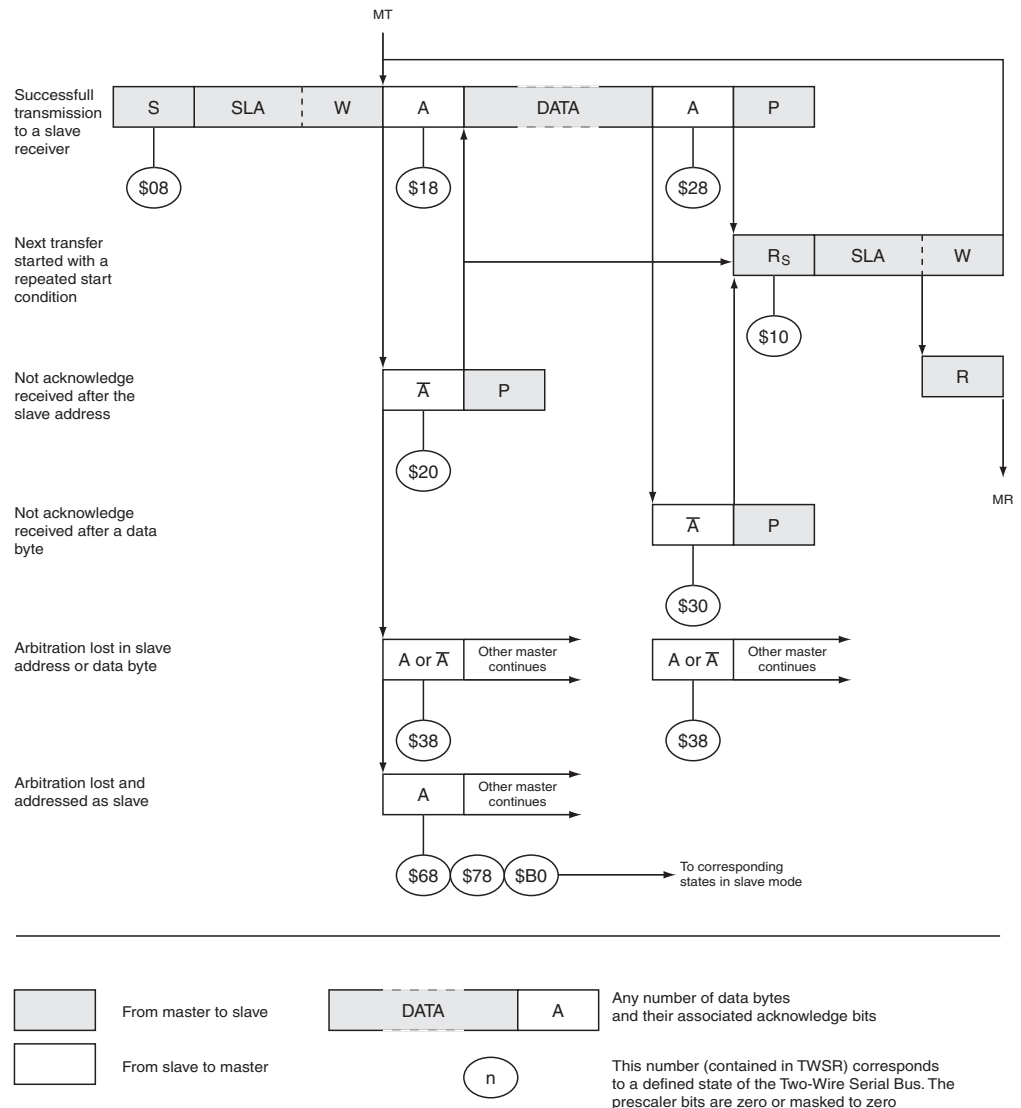 MT
Successfull
transmission
to a slave
receiver
S
SLA
W
A
DATA
A
P
$08
$18
$28
Next transfer
started with a
repeated start
condition
RS
SLA
W
$10
Not acknowledge
received after the
slave address
A̅
P
R
$20
MR
Not acknowledge
received after a data
byte
A̅
P
$30
Arbitration lost in slave
address or data byte
A or A̅
Other master
continues
A or A̅
Other master
continues
$38
$38
Arbitration lost and
addressed as slave
A
Other master
continues
$68
$78
$B0
To corresponding
states in slave mode
From master to slave
DATA
A
Any number of data bytes
and their associated acknowledge bits
From slave to master
n
This number (contained in TWSR) corresponds
to a defined state of the Two-Wire Serial Bus. The
prescaler bits are zero or masked to zero